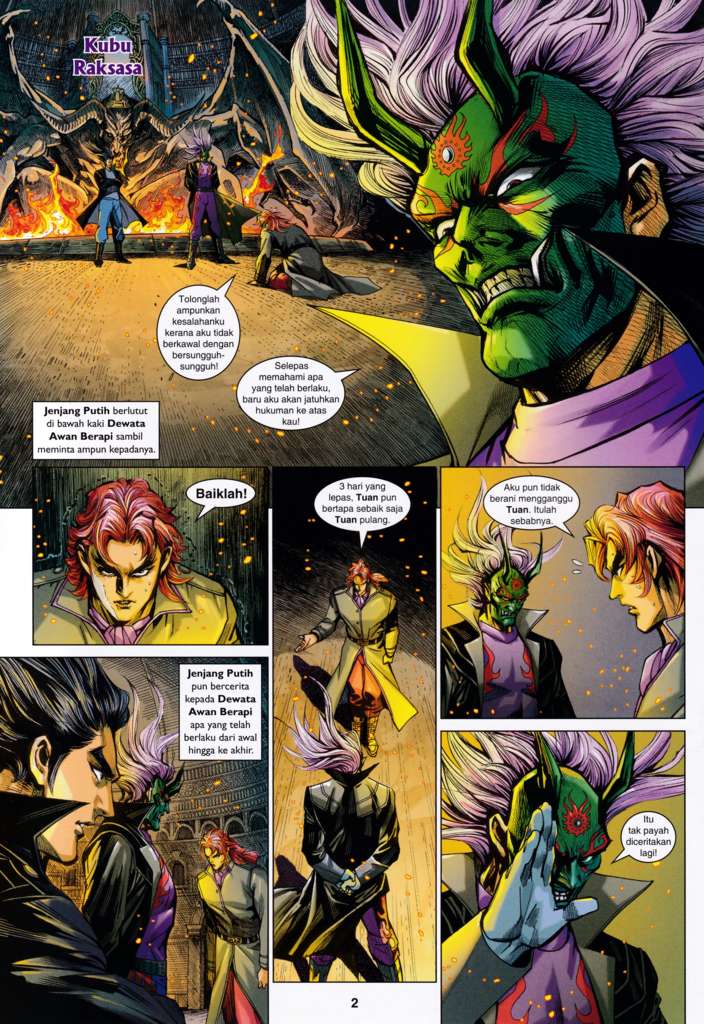 Kubu
Raksasa
Tolonglah
ampunkan
kesalahanku
kerana aku tidak
berkawal dengan
bersungguh-
sungguh!
Selepas
memahami apa
yang telah berlaku,
baru aku akan jatuhkan
hukuman ke atas
kau!
Jenjang Putih berlutut
di bawah kaki Dewata
Awan Berapi sambil
meminta ampun kepadanya.
Baiklah!
Jenjang Putih
pun bercerita
kepada Dewata
Awan Berapi
apa yang telah
berlaku dari awal
hingga ke akhir.
3 hari yang
lepas, Tuan pun
bertapa sebaik saja
Tuan pulang.
Aku pun tidak
berani mengganggu
Tuan. Itulah
sebabnya.
Itu
tak payah
diceritakan
lagi!
2